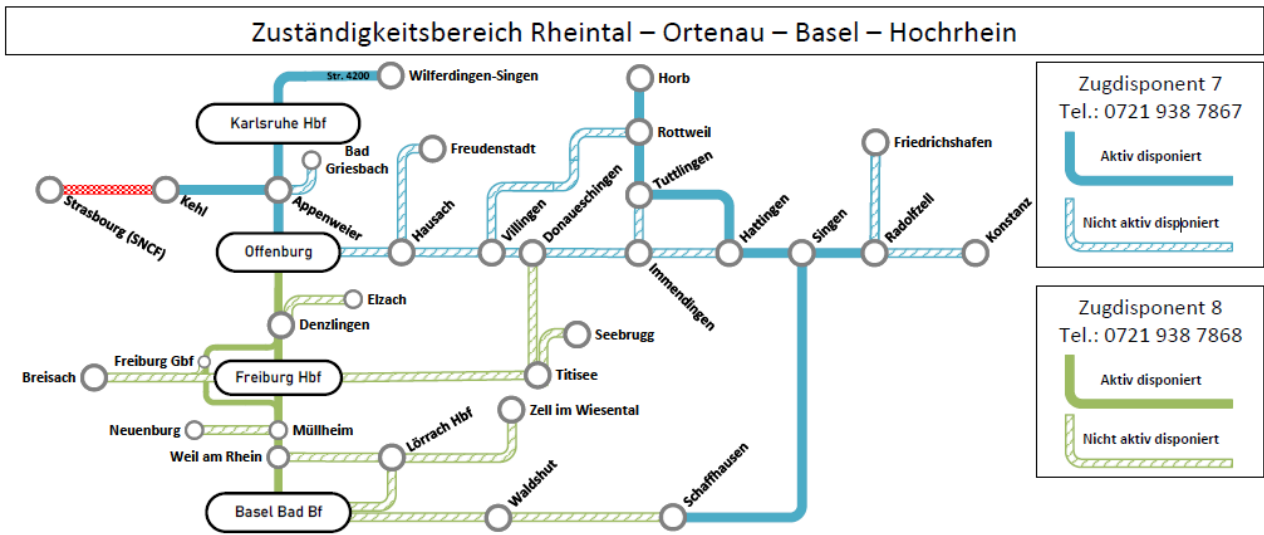 Zuständigkeitsbereich Rheintal – Ortenau – Basel – Hochrhein
Str. 4200
Wilferdingen-Singen
Horb
Karlsruhe Hbf
Bad
Griesbach
Freudenstadt
Rottweil
Friedrichshafen
Strasbourg (SNCF)
Kehl
Appenweier
Hausach
Villingen
Donaueschingen
Tuttlingen
Hattingen
Singen
Radolfzell
Konstanz
Offenburg
Immendingen
Elzach
Denzlingen
Seebrugg
Freiburg Gbf
Breisach
Freiburg Hbf
Titisee
Zell im Wiesental
Neuenburg
Müllheim
Lörrach Hbf
Weil am Rhein
Waldshut
Schaffhausen
Basel Bad Bf
Zugdisponent 7
Tel.: 0721 938 7867
Aktiv disponiert
Nicht aktiv disponiert
Zugdisponent 8
Tel.: 0721 938 7868
Aktiv disponiert
Nicht aktiv disponiert